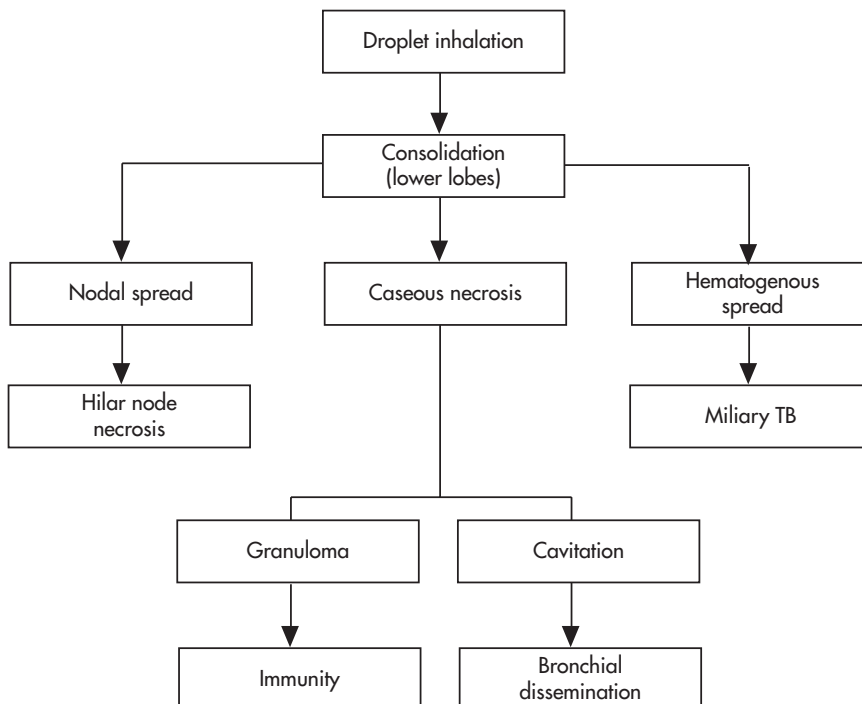 Droplet inhalation
Consolidation
(lower lobes)
Nodal spread
Caseous necrosis
Hematogenous
spread
Hilar node
necrosis
Miliary TB
Granuloma
Cavitation
Immunity
Bronchial
dissemination